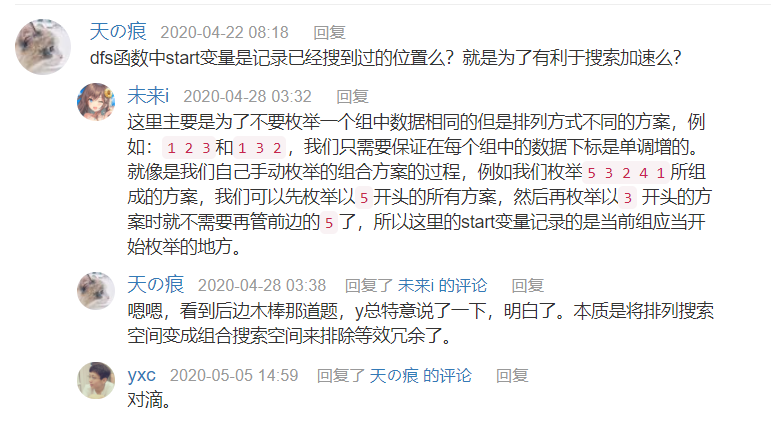 天の痕 2020-04-22 08:18 回复
dfs函数中start变量是记录已经搜到过的位置么？就是为了有利于搜索加速么？
未来i 2020-04-28 03:32 回复
这里主要是为了不要枚举一个组中数据相同的但是排列方式不同的方案，例
如：1 2 3和1 3 2，我们只需要保证在每个组中的数据下标是单调增的。
就像是我们自己手动枚举的组合方案的过程，例如我们枚举5 3 2 4 1所组
成的方案，我们可以先枚举以5开头的所有方案，然后再枚举以3 开头的方
案时就不需要再管前边的5了，所以这里的start变量记录的是当前组应当开
始枚举的地方。
天の痕 2020-04-28 03:38 回复了 未来i 的评论 回复
嗯嗯，看到后边木棒那道题，y总特意说了一下，明白了。本质是将排列搜索
空间变成组合搜索空间来排除等效冗余了。
yxc 2020-05-05 14:59 回复了 天の痕 的评论 回复
对滴。